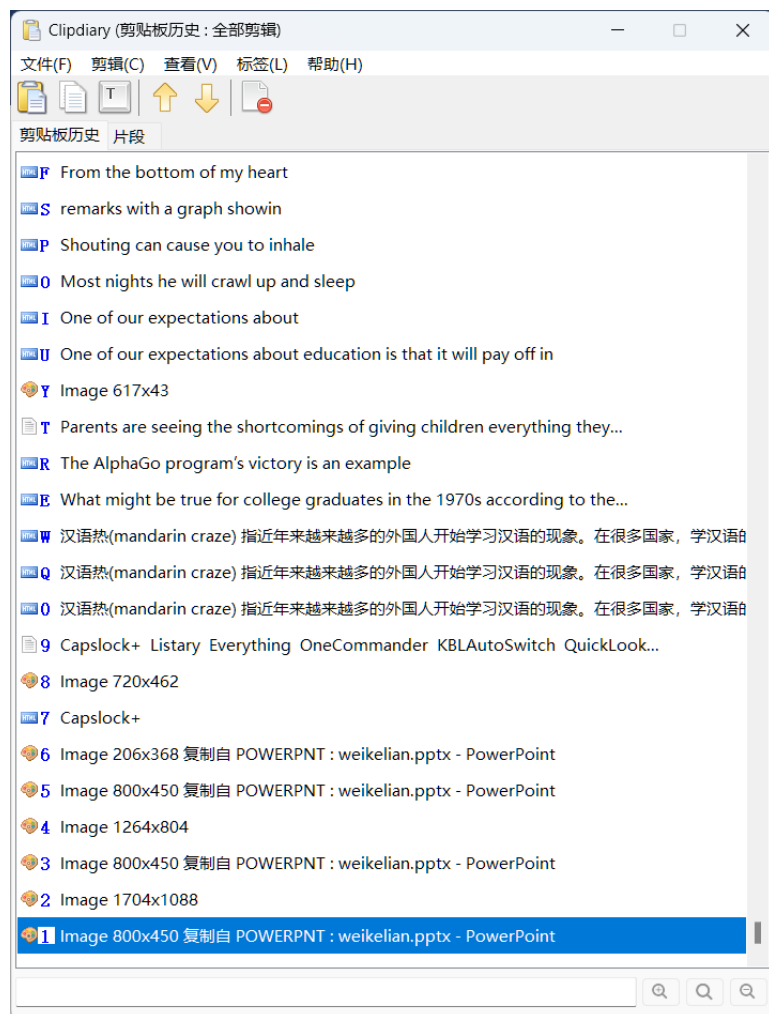 Clipdiary (剪贴板历史 : 全部剪辑)
文件(F) 剪辑(C) 查看(V) 标签(L) 帮助(H)
T
剪贴板历史 片段
HTML F From the bottom of my heart
HTML S remarks with a graph showin
HTML P Shouting can cause you to inhale
HTML O Most nights he will crawl up and sleep
HTML I One of our expectations about
HTML U One of our expectations about education is that it will pay off in
Y Image 617x43
T Parents are seeing the shortcomings of giving children everything they...
HTML R The AlphaGo program's victory is an example
HTML E What might be true for college graduates in the 1970s according to the...
HTML W 汉语热(mandarin craze) 指近年来越来越多的外国人开始学习汉语的现象。在很多国家，学汉语的
HTML Q 汉语热(mandarin craze) 指近年来越来越多的外国人开始学习汉语的现象。在很多国家，学汉语的
HTML 0 汉语热(mandarin craze) 指近年来越来越多的外国人开始学习汉语的现象。在很多国家，学汉语的
9 Capslock+ Listary Everything OneCommander KBLAutoSwitch QuickLook...
8 Image 720x462
HTML 7 Capslock+
6 Image 206x368 复制自 POWERPNT : weikelian.pptx - PowerPoint
5 Image 800x450 复制自 POWERPNT : weikelian.pptx - PowerPoint
4 Image 1264x804
3 Image 800x450 复制自 POWERPNT : weikelian.pptx - PowerPoint
2 Image 1704x1088
1 Image 800x450 复制自 POWERPNT : weikelian.pptx - PowerPoint